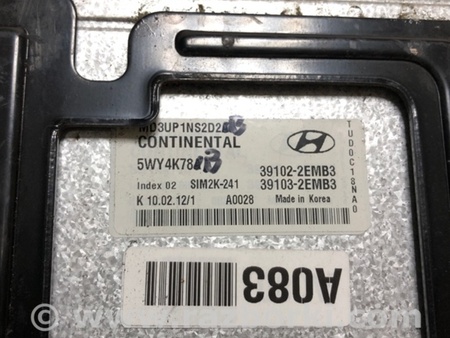 CONTINENTAL
5WY4K78
39102-2EMB3
Index 02 SIM2K-241 39103-2EMB3
K 10.02.12/1 A0028 Made in Korea
TUD0C18NA0
A083